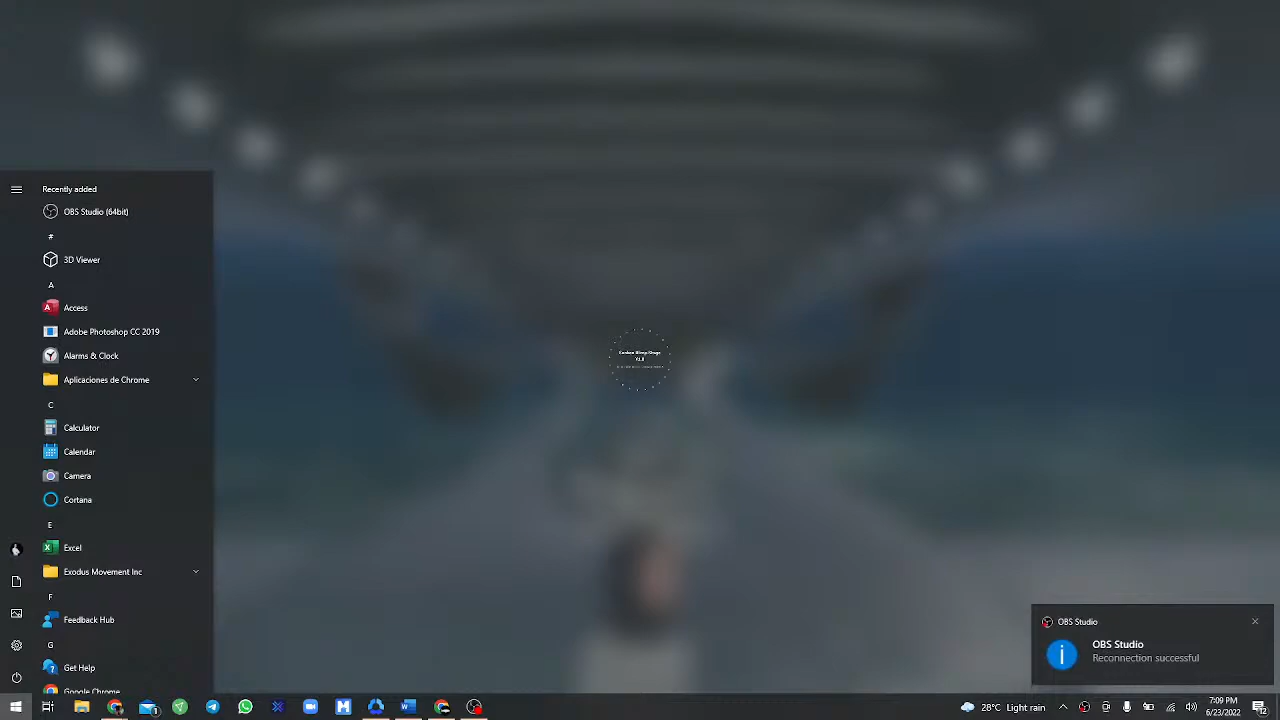 Recently added
OBS Studio (64bit)
#
3D Viewer
A
Access
Adobe Photoshop CC 2019
Alarms & Clock
Aplicaciones de Chrome
C
Calculator
Calendar
Camera
Cortana
E
Excel
Exodus Movement Inc
F
Feedback Hub
G
Get Help
Google Chrome
OBS Studio
OBS Studio
Reconnection successful
28°C Light rain
7:09 PM
6/23/2022